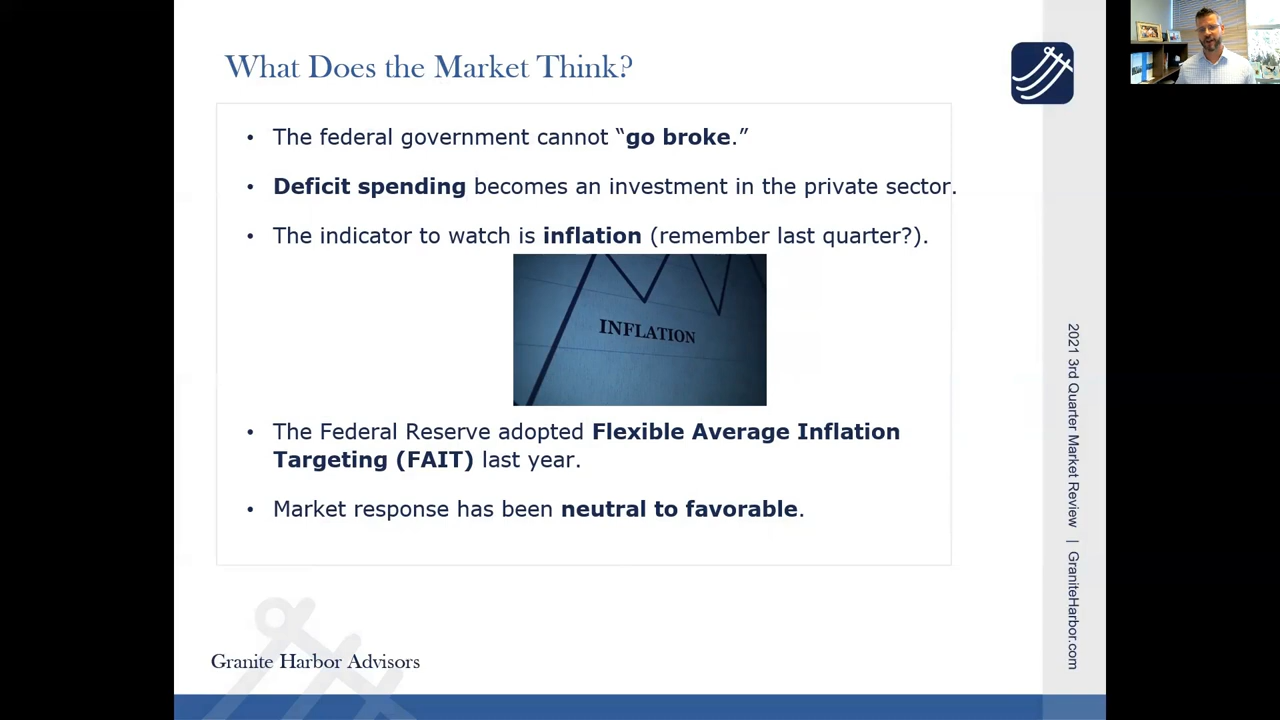 What Does the Market Think?
• The federal government cannot “go broke.”
• Deficit spending becomes an investment in the private sector.
• The indicator to watch is inflation (remember last quarter?).
INFLATION
• The Federal Reserve adopted Flexible Average Inflation
Targeting (FAIT) last year.
• Market response has been neutral to favorable.
2021 3rd Quarter Market Review | GraniteHarbor.com
Granite Harbor Advisors